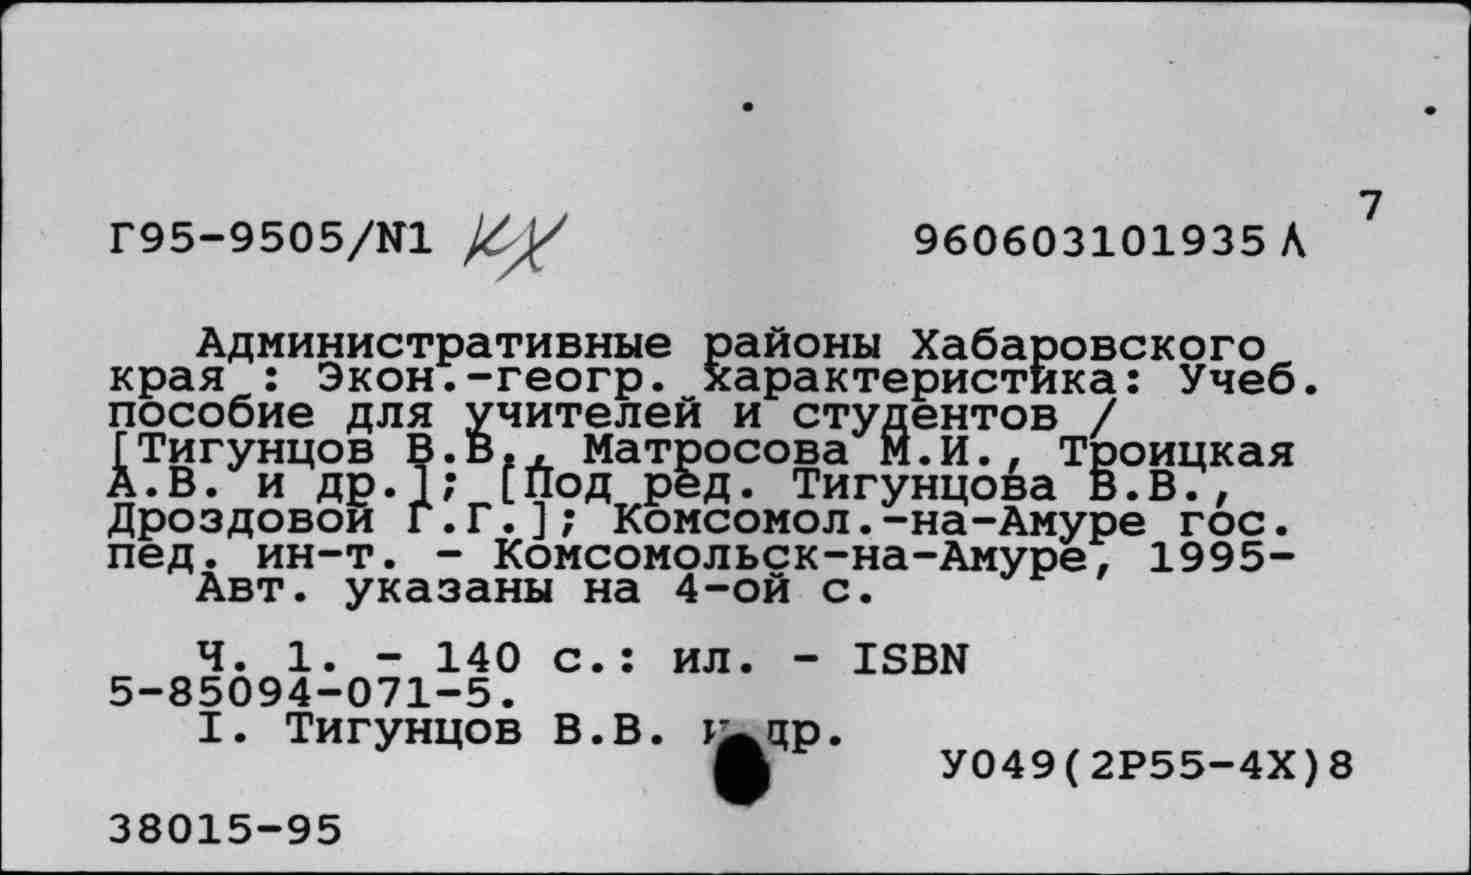 7
Г95-9505/N1 КХ 960603101935 А
Административные районы Хабаровского
края : Экон.-геогр. характеристика: Учеб.
пособие для учителей и студентов /
[Тигунцов В.В., Матросова М.И., Троицкая
А.В. и др.]; [Под ред. Тигунцова В.В.,
Дроздовой Г.Г.]; Комсомол.-на-Амуре гос.
пед. ин-т. - Комсомольск-на-Амуре, 1995-
Авт. указаны на 4-ой с.
Ч. 1. - 140 с.: ил. - ISBN
5-85094-071-5.
I. Тигунцов В.В. и др.
У049(2Р55-4Х)8
38015-95